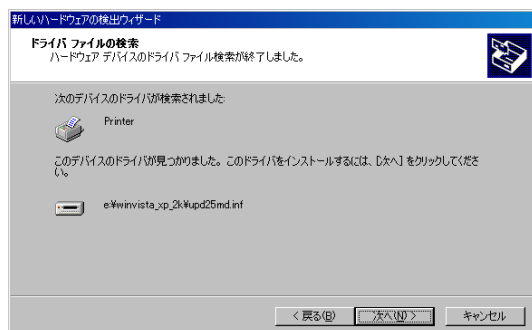 新しいハードウェアの検出ウィザード
ドライバ ファイルの検索
ハードウェア デバイスのドライバ ファイル検索が終了しました。
次のデバイスのドライバが検索されました:
Printer
このデバイスのドライバが見つかりました。このドライバをインストールするには、[次へ] をクリックしてくださ
い。
e:¥winvista_xp_2k¥upd25md.inf
< 戻る(B)
次へ(N) >
キャンセル